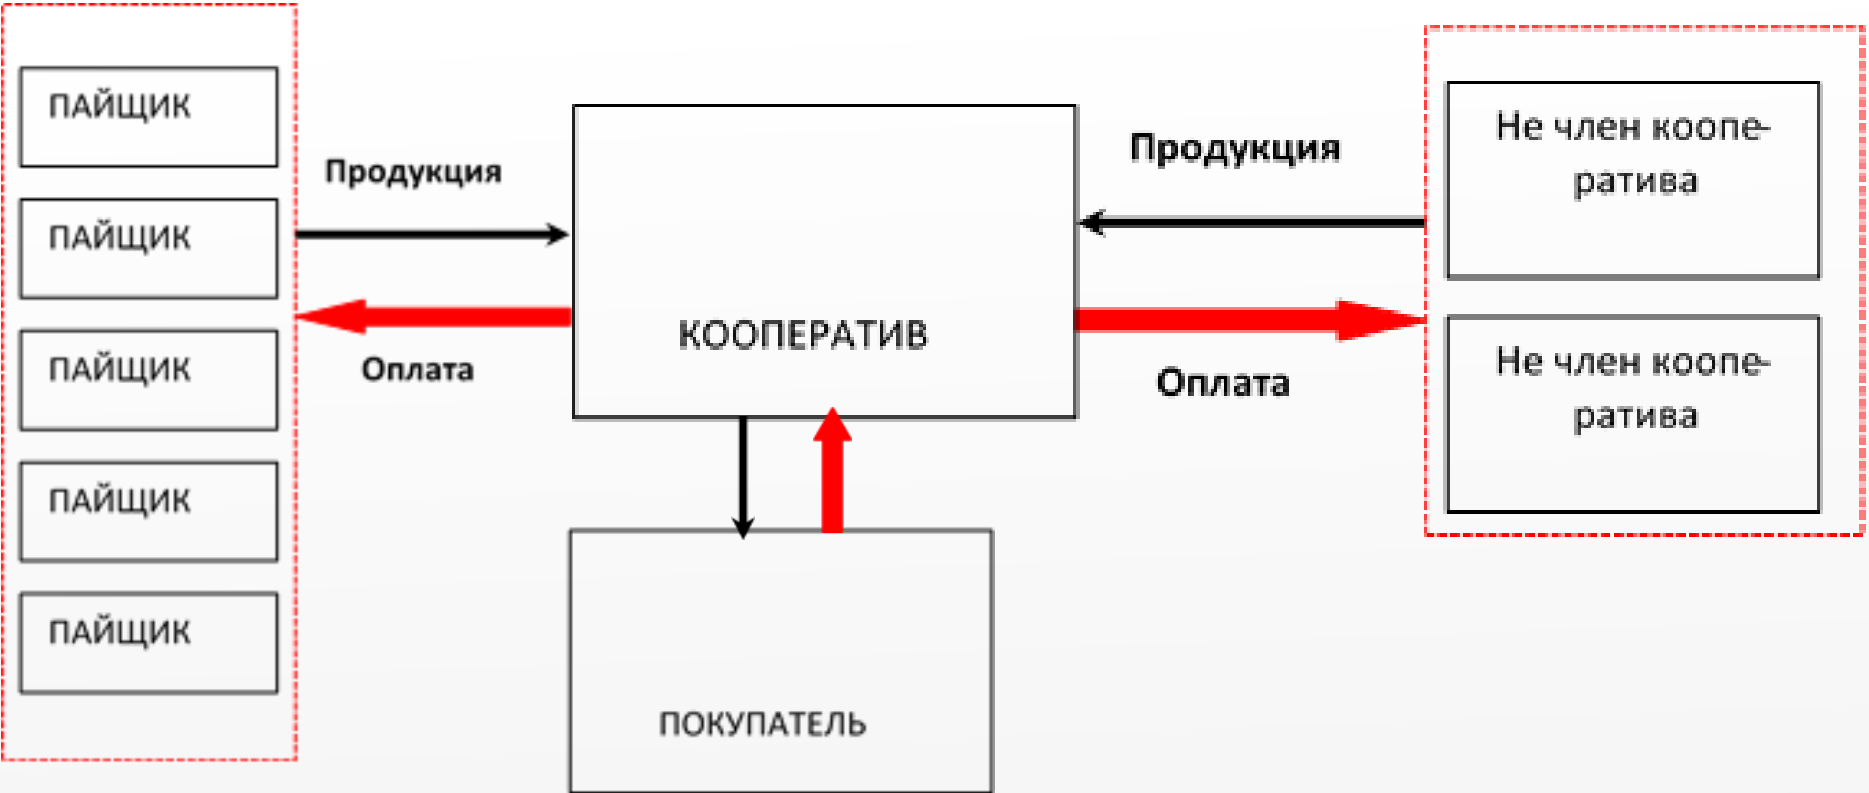 ПАЙЩИК
ПАЙЩИК
ПАЙЩИК
ПАЙЩИК
ПАЙЩИК
Продукция
Оплата
КООПЕРАТИВ
ПОКУПАТЕЛЬ
Продукция
Оплата
Не член коопе-
ратива
Не член коопе-
ратива